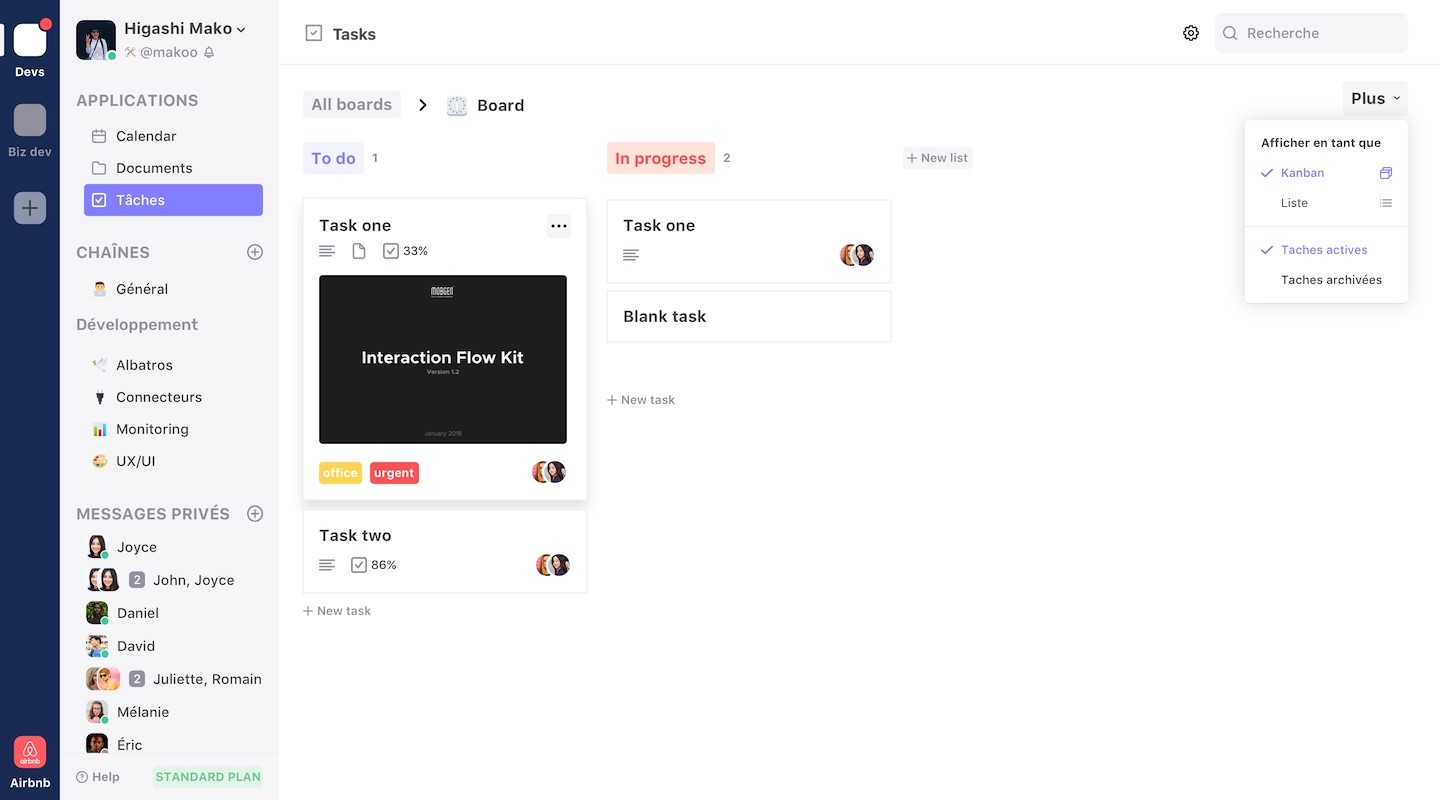 Devs
Biz dev
airbnb
Airbnb
Higashi Mako
@makoo
APPLICATIONS
Calendar
Documents
Tâches
CHAÎNES
Général
Développement
Albatros
Connecteurs
Monitoring
UX/UI
MESSAGES PRIVÉS
Joyce
2 John, Joyce
Daniel
David
2 Juliette, Romain
Mélanie
Éric
Help STANDARD PLAN
Tasks
Recherche
All boards Board
Plus
Afficher en tant que
Kanban
Liste
Taches actives
Taches archivées
To do 1
Task one
33%
MOBGEN
Interaction Flow Kit
Version 1.2
January 2018
office urgent
Task two
86%
+ New task
In progress 2
Task one
Blank task
+ New task
+ New list